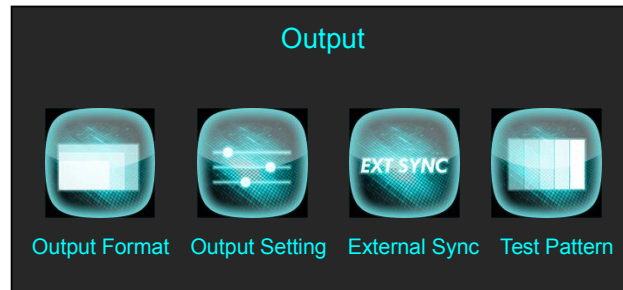 Output
EXT SYNC
Output Format Output Setting External Sync Test Pattern